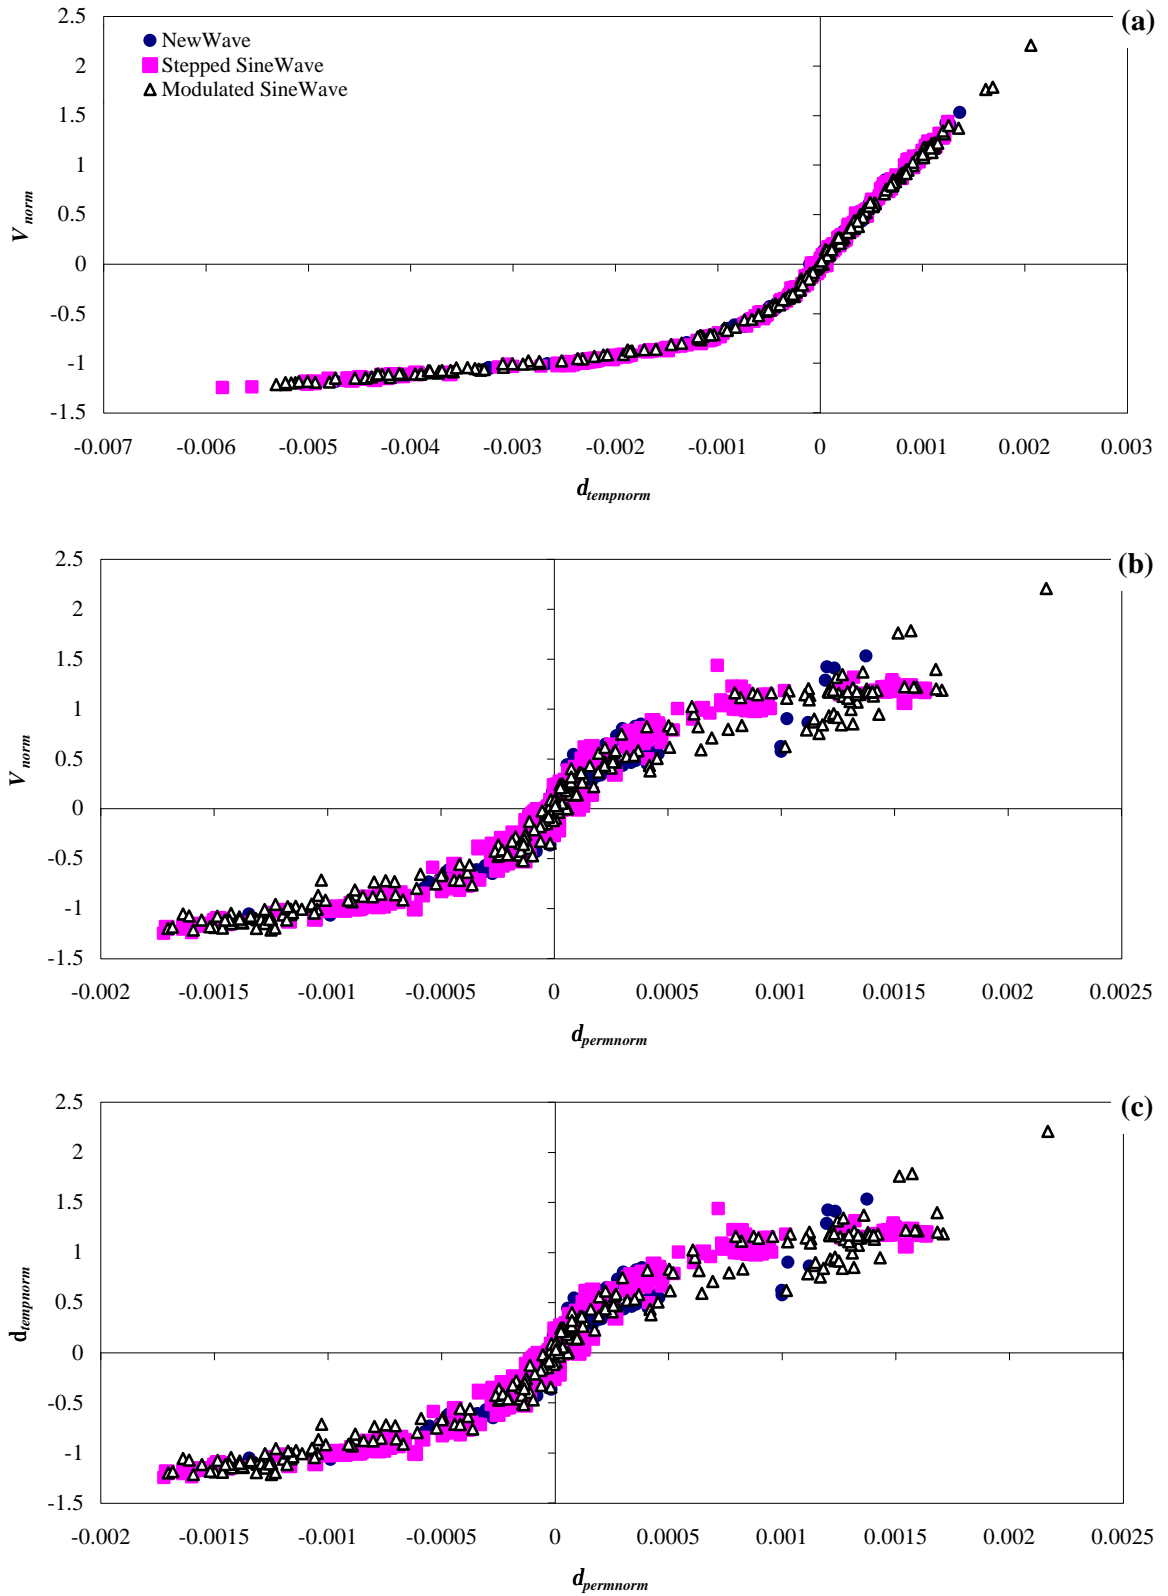 (a)
2.5
2
1.5
1
0.5
0
-0.5
-1
-1.5
NewWave
Stepped SineWave
Modulated SineWave
V norm
-0.007 -0.006 -0.005 -0.004 -0.003 -0.002 -0.001 0 0.001 0.002 0.003
d tempnorm
(b)
2.5
2
1.5
1
0.5
0
-0.5
-1
-1.5
V norm
-0.002 -0.0015 -0.001 -0.0005 0 0.0005 0.001 0.0015 0.002 0.0025
d permnorm
(c)
2.5
2
1.5
1
0.5
0
-0.5
-1
-1.5
d tempnorm
-0.002 -0.0015 -0.001 -0.0005 0 0.0005 0.001 0.0015 0.002 0.0025
d permnorm